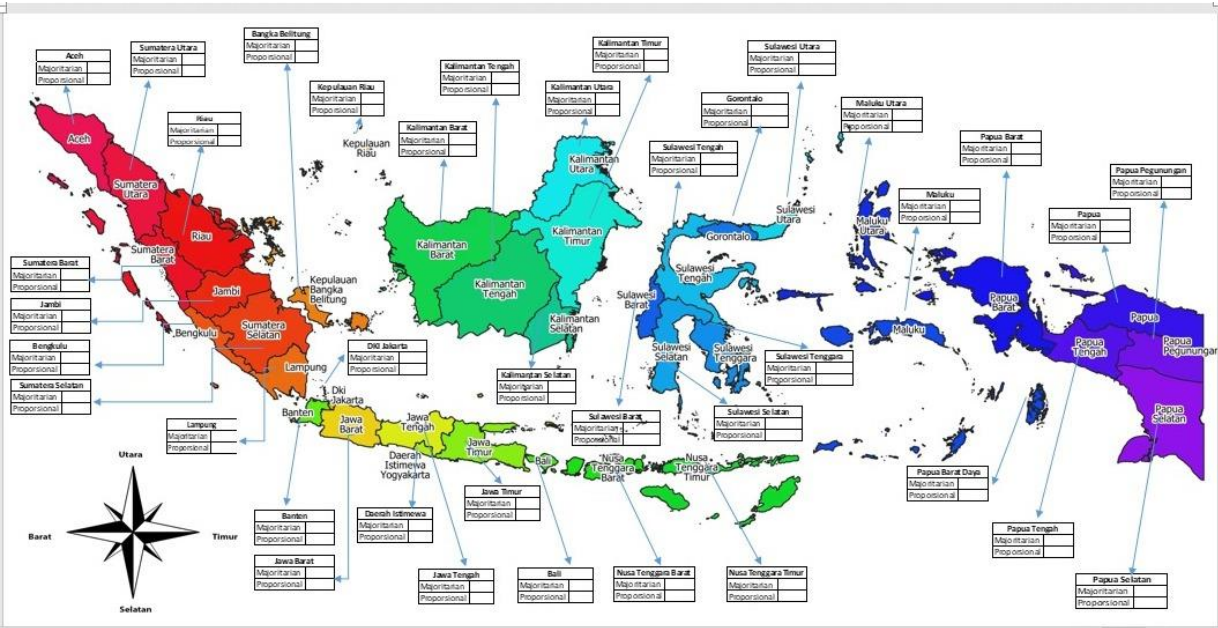 Aceh
Majoritarian
Proporsional
Sumatera Utara
Majoritarian
Proporsional
Bangka Belitung
Majoritarian
Proporsional
Kepulauan Riau
Majoritarian
Proporsional
Riau
Majoritarian
Proporsional
Kalimantan Tengah
Majoritarian
Proporsional
Kalimantan Barat
Majoritarian
Proporsional
Kalimantan Utara
Majoritarian
Proporsional
Kalimantan Timur
Majoritarian
Proporsional
Sulawesi Utara
Majoritarian
Proporsional
Gorontalo
Majoritarian
Proporsional
Sulawesi Tengah
Majoritarian
Proporsional
Maluku Utara
Majoritarian
Proporsional
Papua Barat
Majoritarian
Proporsional
Maluku
Majoritarian
Proporsional
Papua Pegunungan
Majoritarian
Proporsional
Papua
Majoritarian
Proporsional
Aceh
Sumatera
Utara
Riau
Sumatera
Barat
Jambi
Bengkulu
Sumatera
Selatan
Lampung
Kepulauan
Riau
Kepulauan
Bangka
Belitung
Kalimantan
Barat
Kalimantan
Tengah
Kalimantan
Utara
Kalimantan
Timur
Kalimantan
Selatan
Sulawesi
Utara
Gorontalo
Sulawesi
Tengah
Sulawesi
Barat
Sulawesi
Selatan
Sulawesi
Tenggara
Maluku
Utara
Maluku
Papua
Barat
Papua
Papua
Tengah
Papua
Pegunungan
Papua
Selatan
Sumatera Barat
Majoritarian
Proporsional
Jambi
Majoritarian
Proporsional
Bengkulu
Majoritarian
Proporsional
Sumatera Selatan
Majoritarian
Proporsional
Lampung
Majoritarian
Proporsional
DKI Jakarta
Majoritarian
Proporsional
Kalimantan Selatan
Majoritarian
Proporsional
Sulawesi Tenggara
Majoritarian
Proporsional
Sulawesi Barat
Majoritarian
Proporsional
Sulawesi Selatan
Majoritarian
Proporsional
Banten
Dki
Jakarta
Jawa
Barat
Jawa
Tengah
Daerah
Istimewa
Yogyakarta
Jawa
Timur
Bali
Nusa
Tenggara
Barat
Nusa
Tenggara
Timur
Papua Barat Daya
Majoritarian
Proporsional
Banten
Majoritarian
Proporsional
Jawa Barat
Majoritarian
Proporsional
Daerah Istimewa
Majoritarian
Proporsional
Jawa Timur
Majoritarian
Proporsional
Jawa Tengah
Majoritarian
Proporsional
Bali
Majoritarian
Proporsional
Nusa Tenggara Barat
Majoritarian
Proporsional
Nusa Tenggara Timur
Majoritarian
Proporsional
Papua Tengah
Majoritarian
Proporsional
Papua Selatan
Majoritarian
Proporsional
Utara
Barat
Timur
Selatan